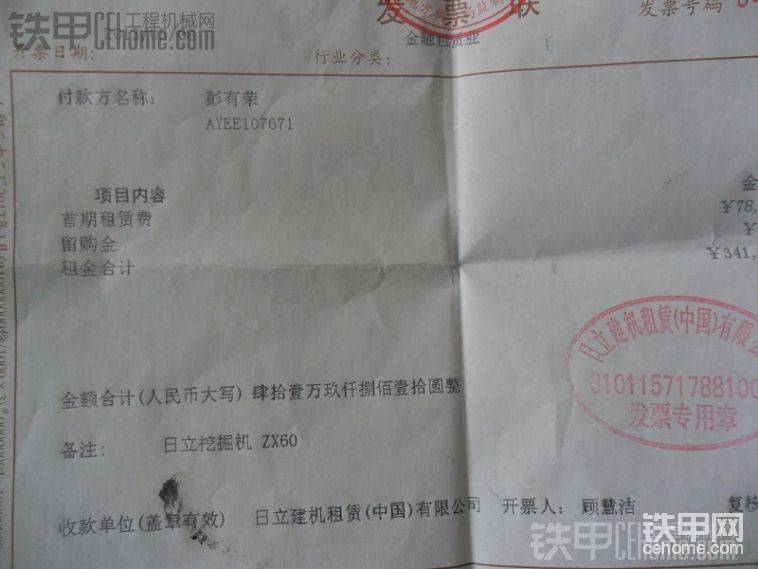 发票联
发票号码
铁甲工程机械网
cehome.com
金融租赁业
开票日期:
行业分类:
付款方名称: 彭有荣
AYEE107671
项目内容 金
首期租赁费 ¥78,
留购金 ¥
租金合计 ¥341,
日立建机租赁(中国)有限公
31011571788100
发票专用章
金额合计(人民币大写) 肆拾壹万玖仟捌佰壹拾圆整
备注: 日立挖掘机 ZX60
收款单位(盖章有效) 日立建机租赁(中国)有限公司 开票人: 顾慧洁 复核
铁甲
铁甲网
cehome.com